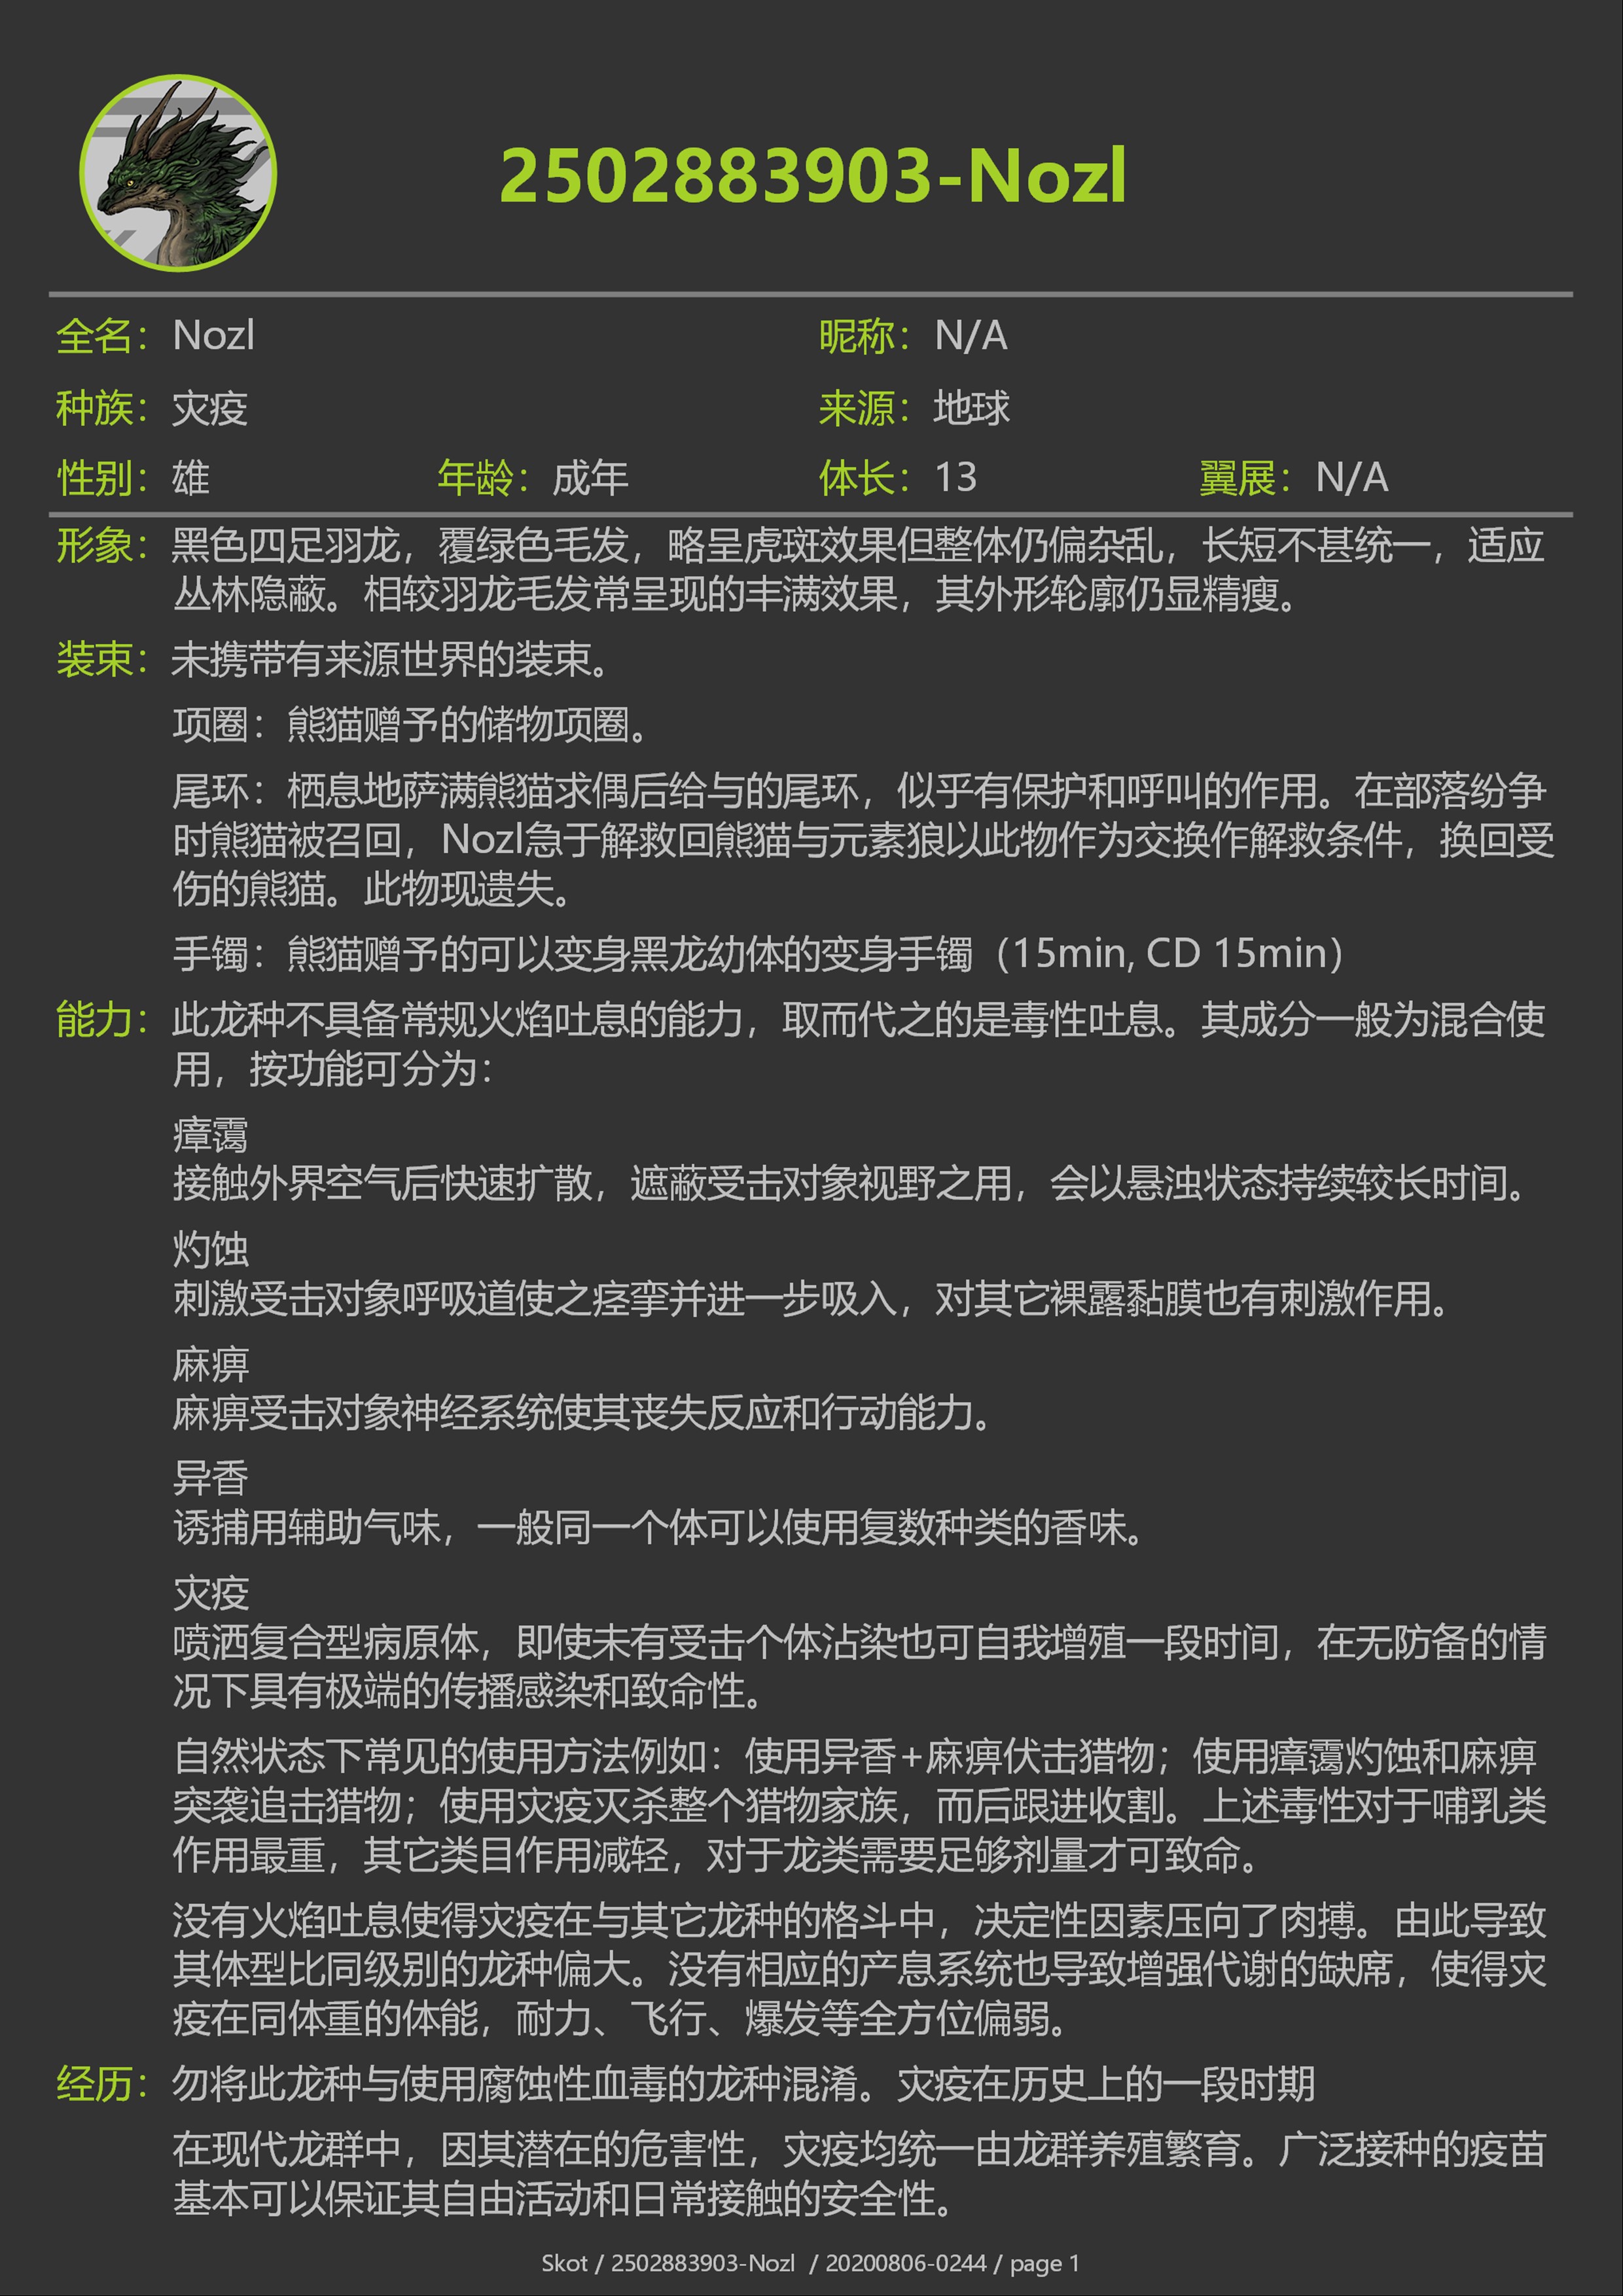 2502883903-Nozl
全名：Nozl 昵称：N/A
种族：灾疫 来源：地球
性别：雄 年龄：成年 体长：13 翼展：N/A
形象：黑色四足羽龙，覆绿色毛发，略呈虎斑效果但整体仍偏杂乱，长短不甚统一，适应
丛林隐蔽。相较羽龙毛发常呈现的丰满效果，其外形轮廓仍显精瘦。
装束：未携带有来源世界的装束。
项圈：熊猫赠予的储物项圈。
尾环：栖息地萨满熊猫求偶后给与的尾环，似乎有保护和呼叫的作用。在部落纷争
时熊猫被召回，Nozl急于解救回熊猫与元素狼以此物作为交换作解救条件，换回受
伤的熊猫。此物现遗失。
手镯：熊猫赠予的可以变身黑龙幼体的变身手镯（15min, CD 15min）
能力：此龙种不具备常规火焰吐息的能力，取而代之的是毒性吐息。其成分一般为混合使
用，按功能可分为：
瘴霭
接触外界空气后快速扩散，遮蔽受击对象视野之用，会以悬浊状态持续较长时间。
灼蚀
刺激受击对象呼吸道使之痉挛并进一步吸入，对其它裸露黏膜也有刺激作用。
麻痹
麻痹受击对象神经系统使其丧失反应和行动能力。
异香
诱捕用辅助气味，一般同一个体可以使用复数种类的香味。
灾疫
喷洒复合型病原体，即使未有受击个体沾染也可自我增殖一段时间，在无防备的情
况下具有极端的传播感染和致命性。
自然状态下常见的使用方法例如：使用异香+麻痹伏击猎物；使用瘴霭灼蚀和麻痹
突袭追击猎物；使用灾疫灭杀整个猎物家族，而后跟进收割。上述毒性对于哺乳类
作用最重，其它类目作用减轻，对于龙类需要足够剂量才可致命。
没有火焰吐息使得灾疫在与其它龙种的格斗中，决定性因素压向了肉搏。由此导致
其体型比同级别的龙种偏大。没有相应的产息系统也导致增强代谢的缺席，使得灾
疫在同体重的体能，耐力、飞行、爆发等全方位偏弱。
经历：勿将此龙种与使用腐蚀性血毒的龙种混淆。灾疫在历史上的一段时期
在现代龙群中，因其潜在的危害性，灾疫均统一由龙群养殖繁育。广泛接种的疫苗
基本可以保证其自由活动和日常接触的安全性。
Skot / 2502883903-Nozl / 20200806-0244 / page 1